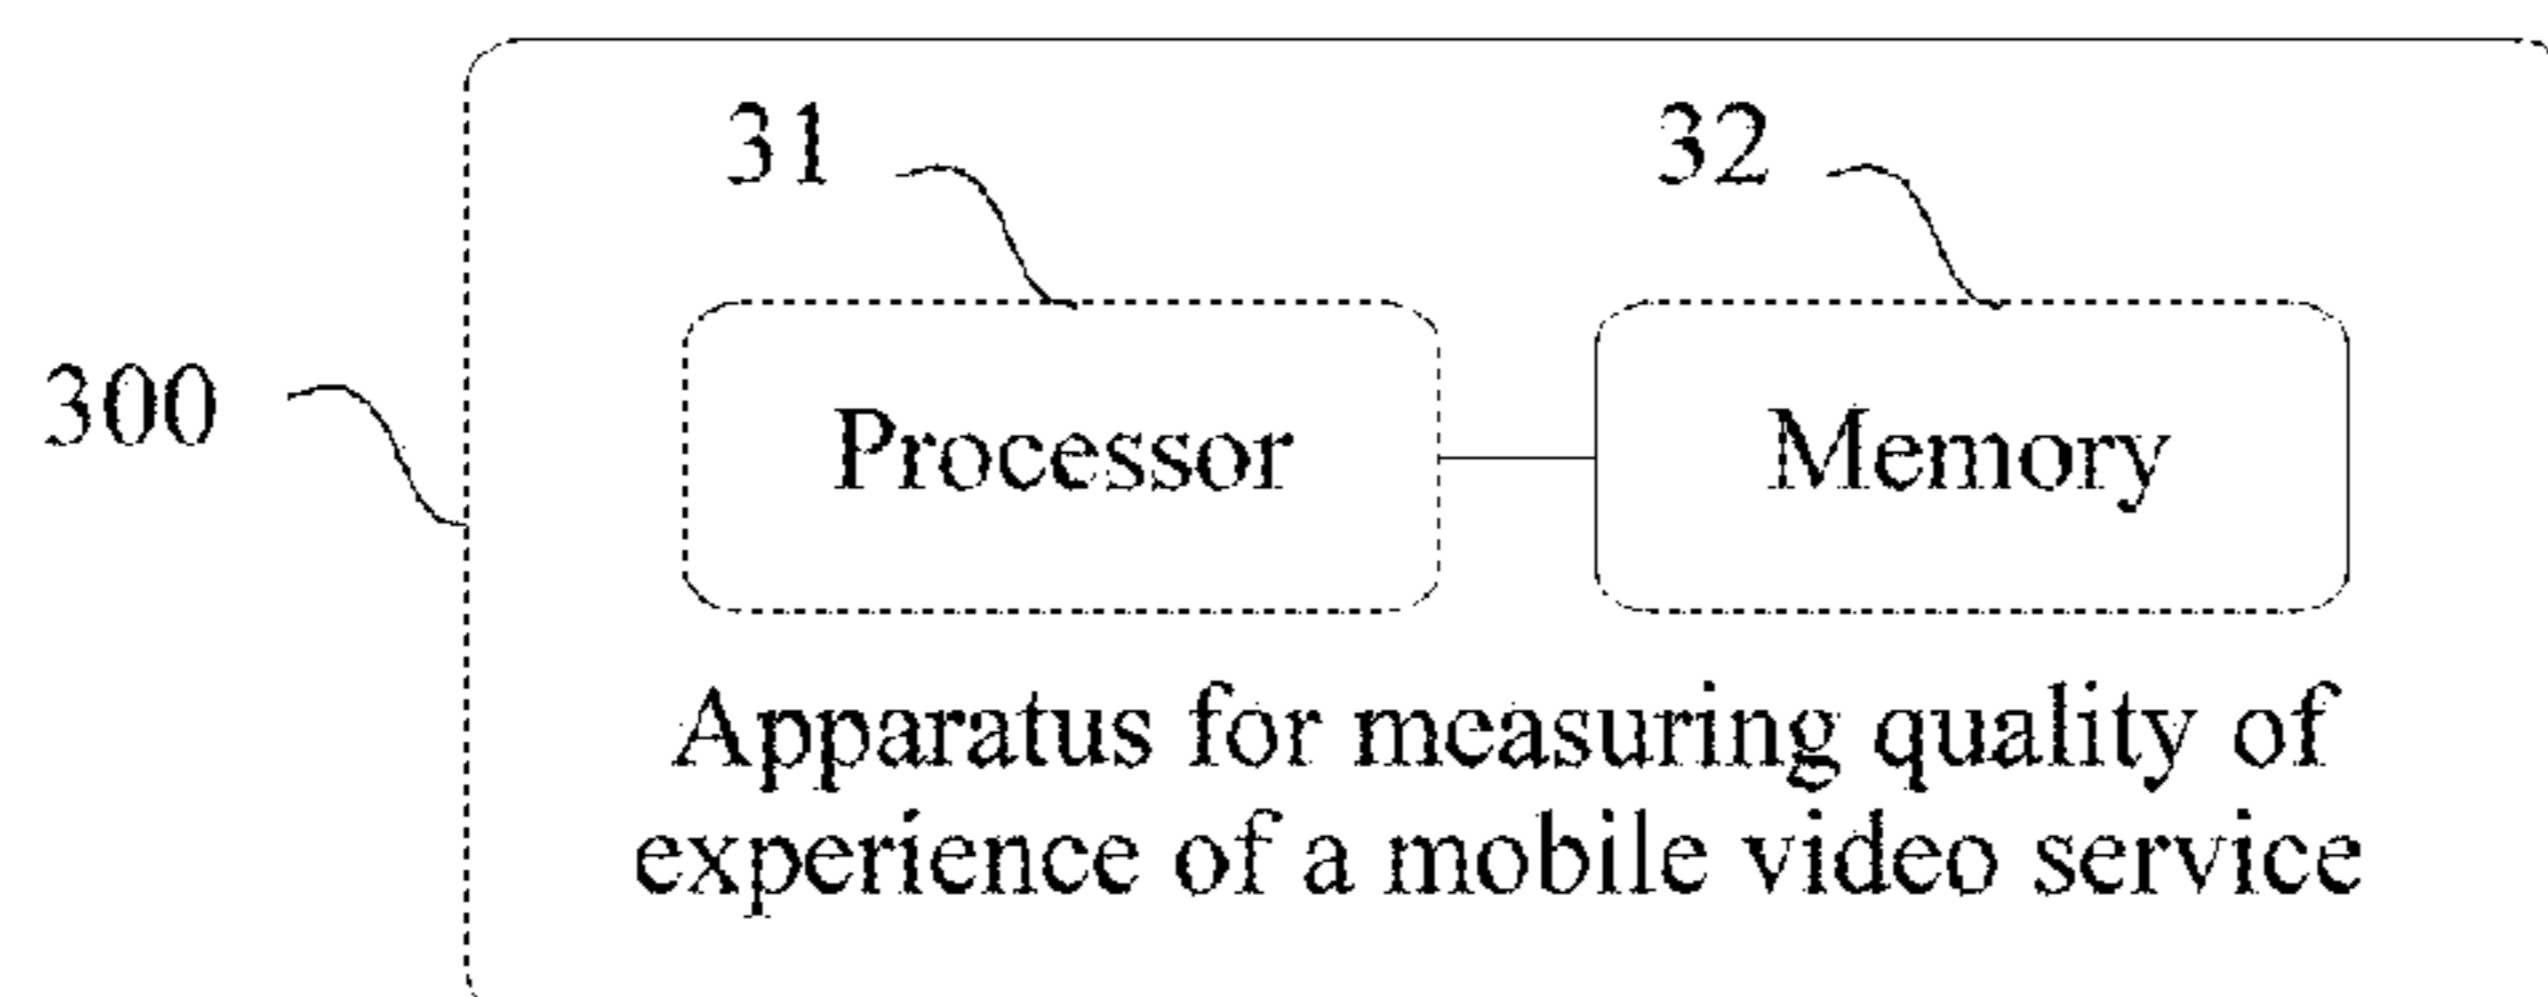 31
32
300
Processor
Memory
Apparatus for measuring quality of
experience of a mobile video service